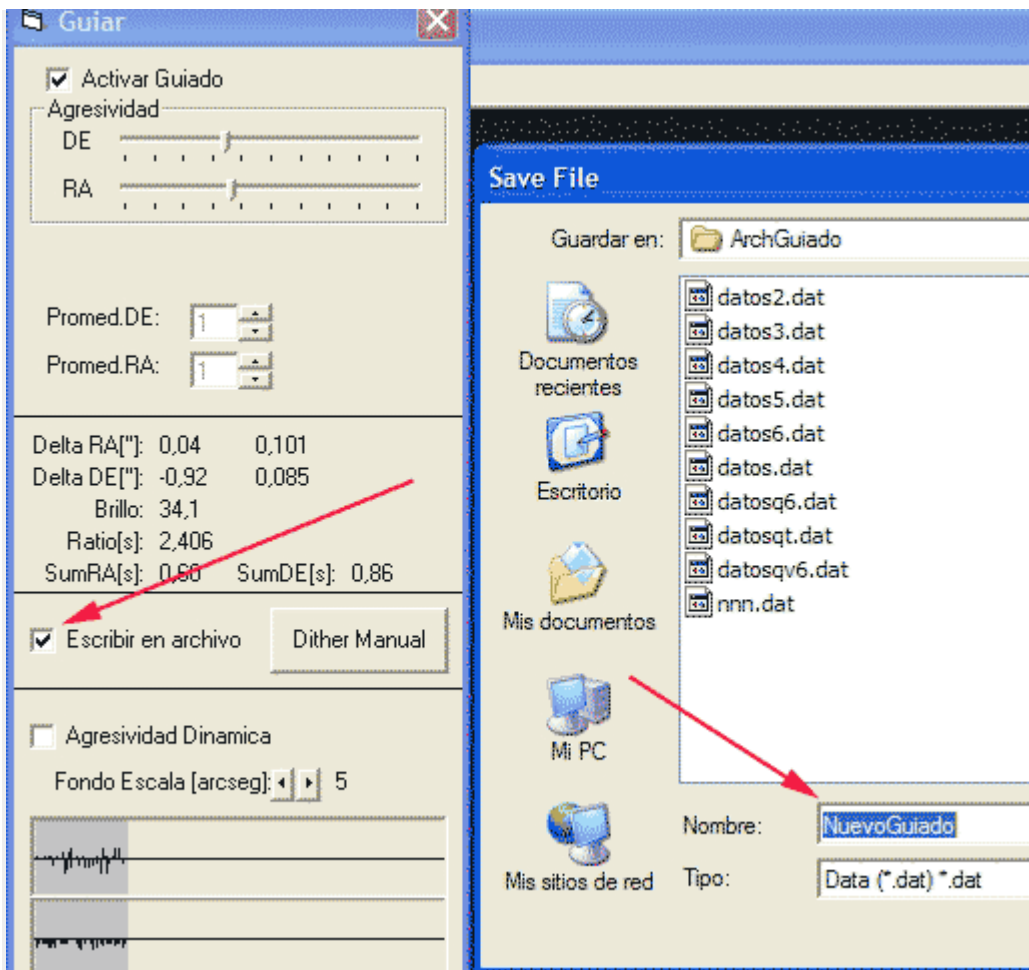 Guiar
Activar Guiado
Agresividad
DE
RA
Promed.DE: 1
Promed.RA: 1
Delta RA["]: 0,04 0,101
Delta DE["]: -0,92 0,085
Brillo: 34,1
Ratio[s]: 2,406
SumRA[s]: 0,60 SumDE[s]: 0,86
Escribir en archivo Dither Manual
Agresividad Dinamica
Fondo Escala [arcseg]: 5
Save File
Guardar en: ArchGuiado
Documentos
recientes
Escritorio
Mis documentos
Mi PC
Mis sitios de red
datos2.dat
datos3.dat
datos4.dat
datos5.dat
datos6.dat
datos.dat
datosq6.dat
datosqt.dat
datosqv6.dat
nnn.dat
Nombre: NuevoGuiado
Tipo: Data (*.dat) *.dat